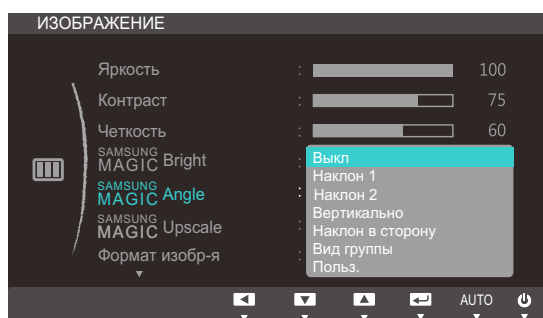 ИЗОБРАЖЕНИЕ
Яркость : 100
Контраст : 75
Четкость : 60
SAMSUNG MAGIC Bright :
SAMSUNG MAGIC Angle :
SAMSUNG MAGIC Upscale :
Формат изобр-я :
Выкл
Наклон 1
Наклон 2
Вертикально
Наклон в сторону
Вид группы
Польз.
AUTO